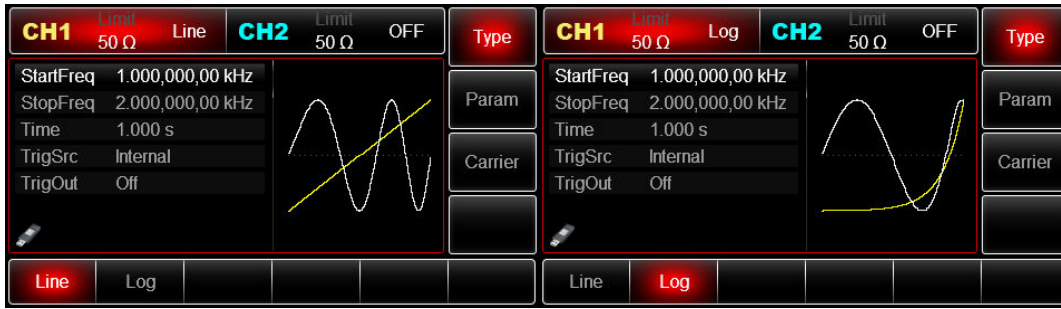 CH1 Limit 50 Ω Line CH2 Limit 50 Ω OFF Type
StartFreq 1.000,000,00 kHz
StopFreq 2.000,000,00 kHz
Param
Time 1.000 s
TrigSrc Internal
Carrier
TrigOut Off
Line Log
CH1 Limit 50 Ω Log CH2 Limit 50 Ω OFF Type
StartFreq 1.000,000,00 kHz
StopFreq 2.000,000,00 kHz
Param
Time 1.000 s
TrigSrc Internal
Carrier
TrigOut Off
Line Log